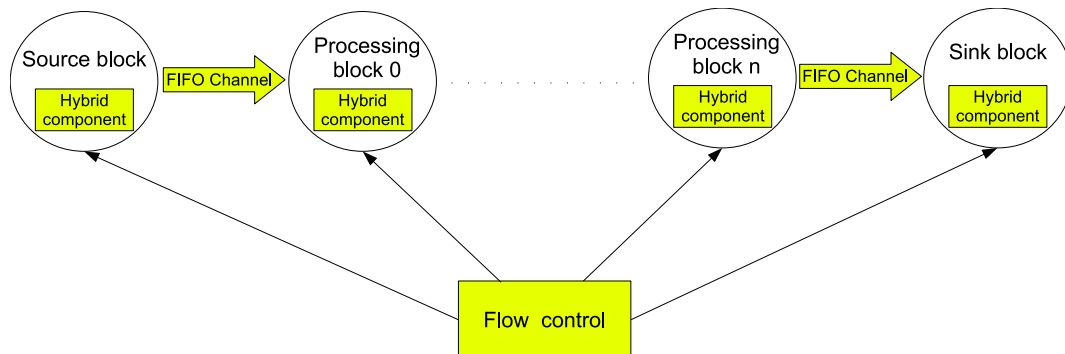 Source block
Hybrid
component
FIFO Channel
Processing
block 0
Hybrid
component
Processing
block n
Hybrid
component
FIFO Channel
Sink block
Hybrid
component
Flow control